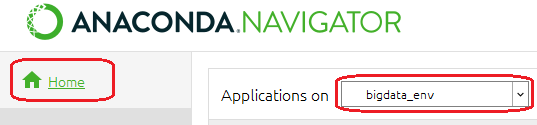 ANACONDA.NAVIGATOR
Home
Applications on bigdata_env